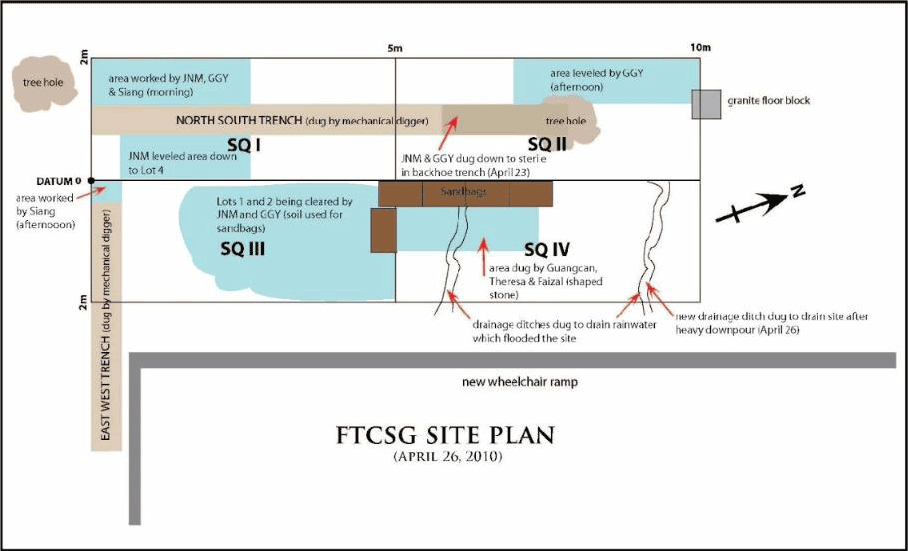 2m
5m
10m
tree hole
area worked by JNM, GGY
& Siang (morning)
area leveled by GGY
(afternoon)
granite floor block
NORTH SOUTH TRENCH (dug by mechanical digger)
tree hole
SQ I
SQ II
JNM leveled area down
to Lot 4
JNM & GGY dug down to sterile
in backhoe trench (April 23)
DATUM 0
area worked
by Siang
(afternooon)
Lots 1 and 2 being cleared by
JNM and GGY (soil used for
sandbags)
Sandbags
N
SQ III
SQ IV
area dug by Guangcan,
Theresa & Faizal (shaped
stone)
2m
drainage ditches dug to drain rainwater
which flooded the site
new drainage ditch dug to drain site after
heavy downpour (April 26)
EAST WEST TRENCH (dug by mechanical digger)
new wheelchair ramp
FTCSG SITE PLAN
(APRIL 26, 2010)